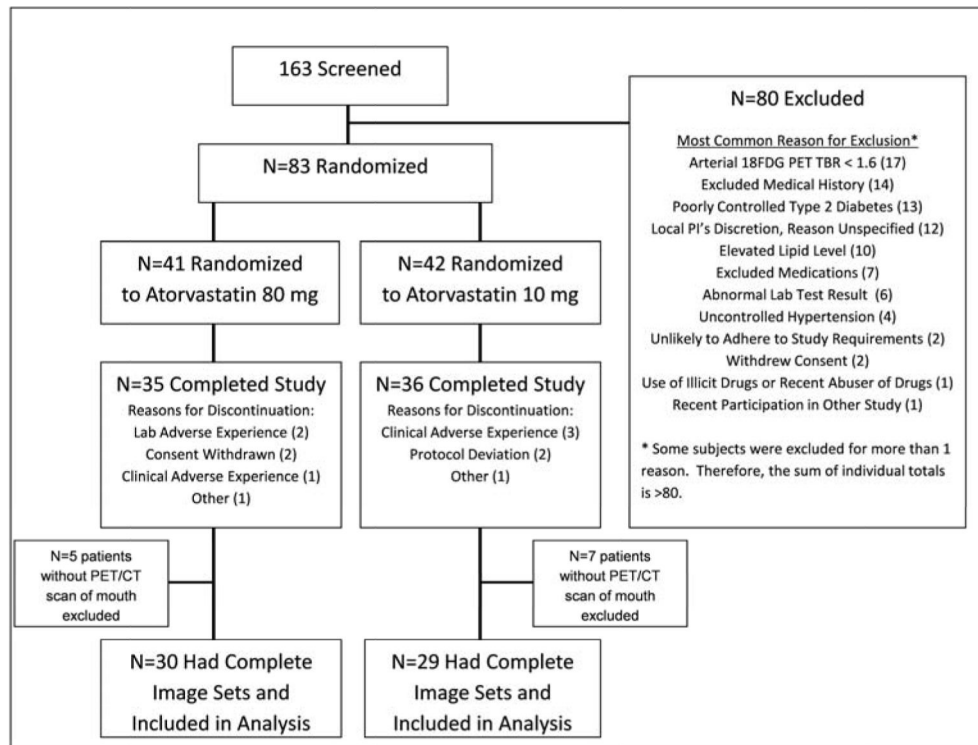 163 Screened
N=80 Excluded
Most Common Reason for Exclusion*
Arterial 18FDG PET TBR < 1.6 (17)
Excluded Medical History (14)
Poorly Controlled Type 2 Diabetes (13)
Local PI's Discretion, Reason Unspecified (12)
Elevated Lipid Level (10)
Excluded Medications (7)
Abnormal Lab Test Result (6)
Uncontrolled Hypertension (4)
Unlikely to Adhere to Study Requirements (2)
Withdrew Consent (2)
Use of Illicit Drugs or Recent Abuser of Drugs (1)
Recent Participation in Other Study (1)
* Some subjects were excluded for more than 1
reason. Therefore, the sum of individual totals
is >80.
N=83 Randomized
N=41 Randomized
to Atorvastatin 80 mg
N=42 Randomized
to Atorvastatin 10 mg
N=35 Completed Study
Reasons for Discontinuation:
Lab Adverse Experience (2)
Consent Withdrawn (2)
Clinical Adverse Experience (1)
Other (1)
N=36 Completed Study
Reasons for Discontinuation:
Clinical Adverse Experience (3)
Protocol Deviation (2)
Other (1)
N=5 patients
without PET/CT
scan of mouth
excluded
N=7 patients
without PET/CT
scan of mouth
excluded
N=30 Had Complete
Image Sets and
Included in Analysis
N=29 Had Complete
Image Sets and
Included in Analysis